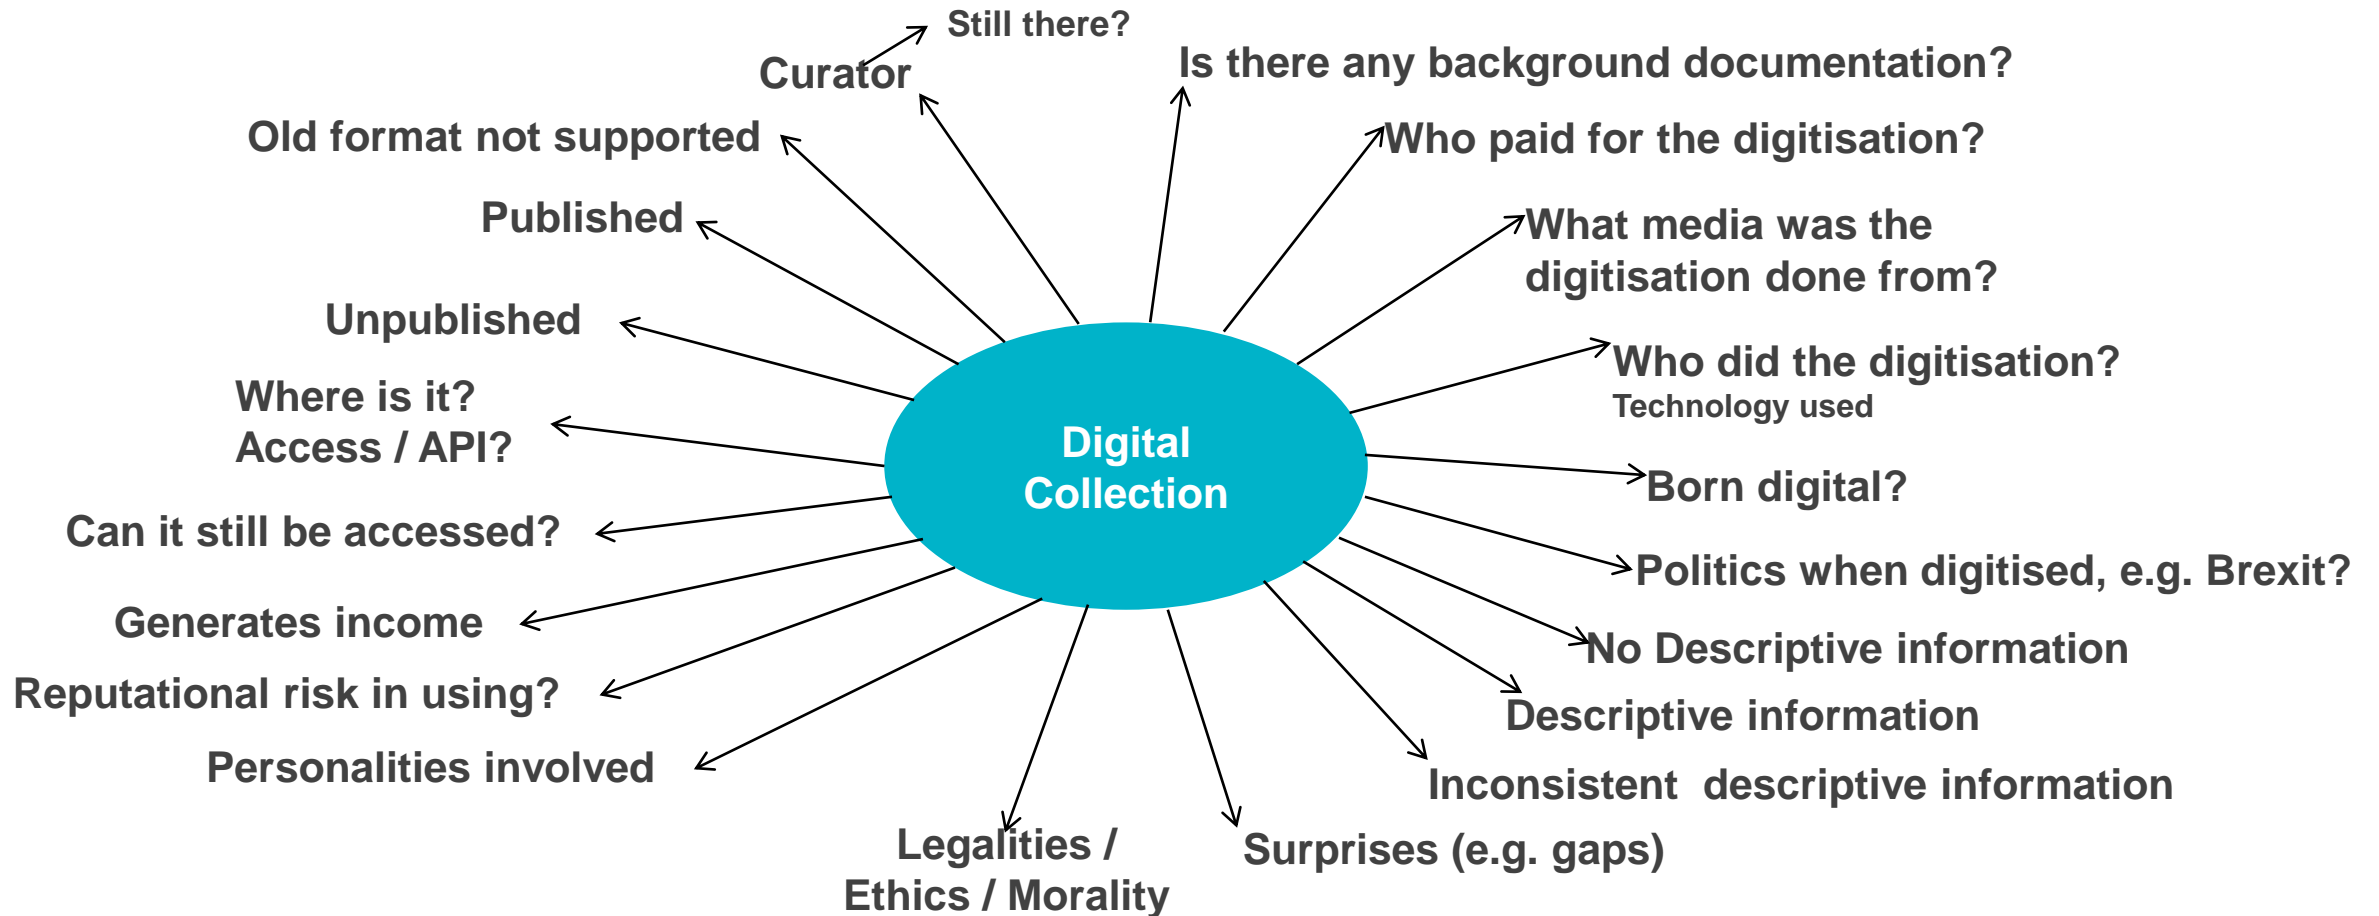 Still there?
Curator
Is there any background documentation?
Old format not supported
Who paid for the digitisation?
Published
What media was the
digitisation done from?
Unpublished
Who did the digitisation?
Technology used
Where is it?
Access / API?
Digital
Collection
Born digital?
Can it still be accessed?
Politics when digitised, e.g. Brexit?
Generates income
No Descriptive information
Reputational risk in using?
Descriptive information
Personalities involved
Inconsistent  descriptive information
Legalities /
Ethics / Morality
Surprises (e.g. gaps)